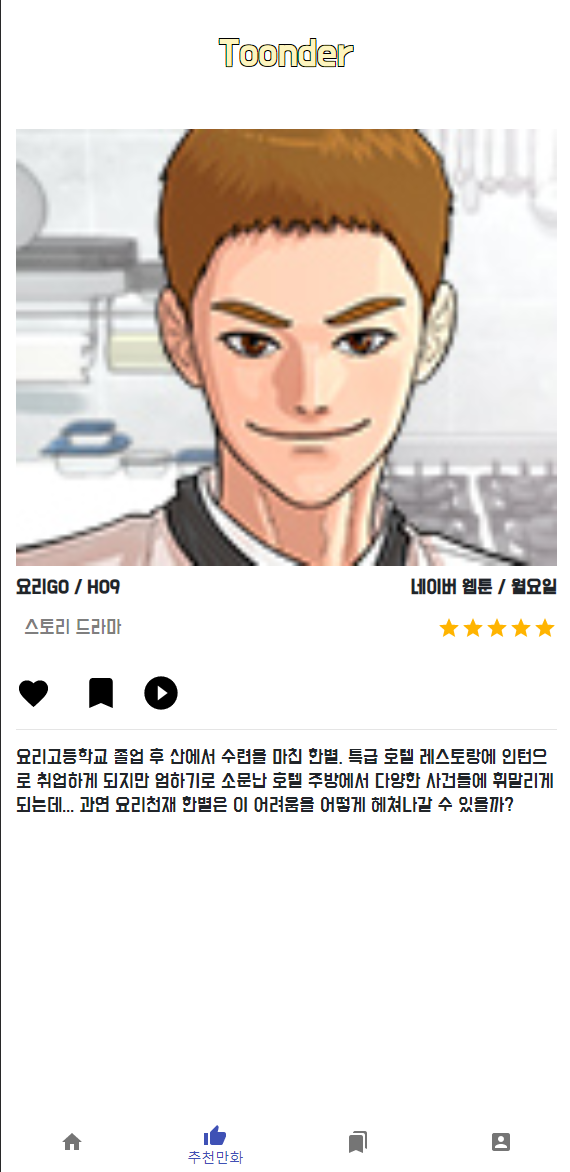 Toonder
요리GO / HO9
네이버 웹툰 / 월요일
스토리 드라마
요리고등학교 졸업 후 산에서 수련을 마친 한별. 특급 호텔 레스토랑에 인턴으
로 취업하게 되지만 엄하기로 소문난 호텔 주방에서 다양한 사건들에 휘말리게
되는데... 과연 요리천재 한별은 이 어려움을 어떻게 헤쳐나갈 수 있을까?
추천만화